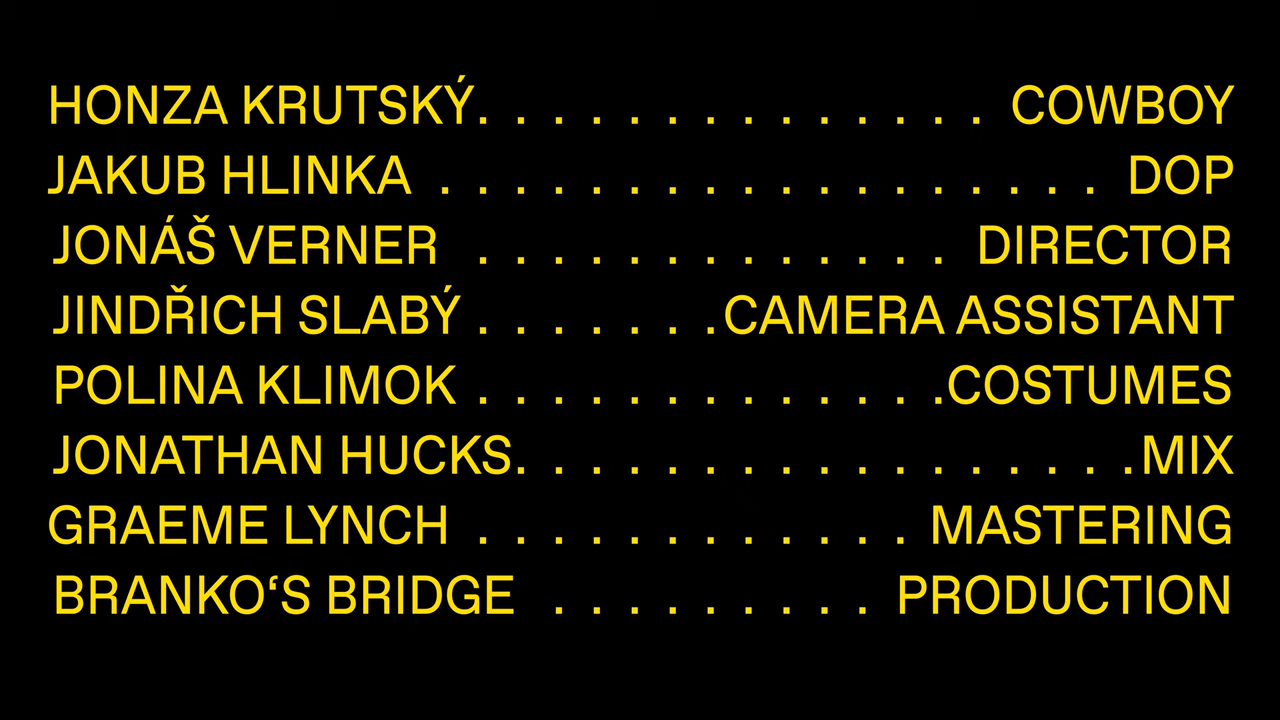 HONZA KRUTSKÝ. . . . . . . . . . . . . . COWBOY
JAKUB HLINKA . . . . . . . . . . . . . . . . . . DOP
JONÁŠ VERNER . . . . . . . . . . . . . DIRECTOR
JINDŘICH SLABÝ . . . . . . .CAMERA ASSISTANT
POLINA KLIMOK . . . . . . . . . . . . .COSTUMES
JONATHAN HUCKS. . . . . . . . . . . . . . . . .MIX
GRAEME LYNCH . . . . . . . . . . . . MASTERING
BRANKO‘S BRIDGE . . . . . . . . . PRODUCTION